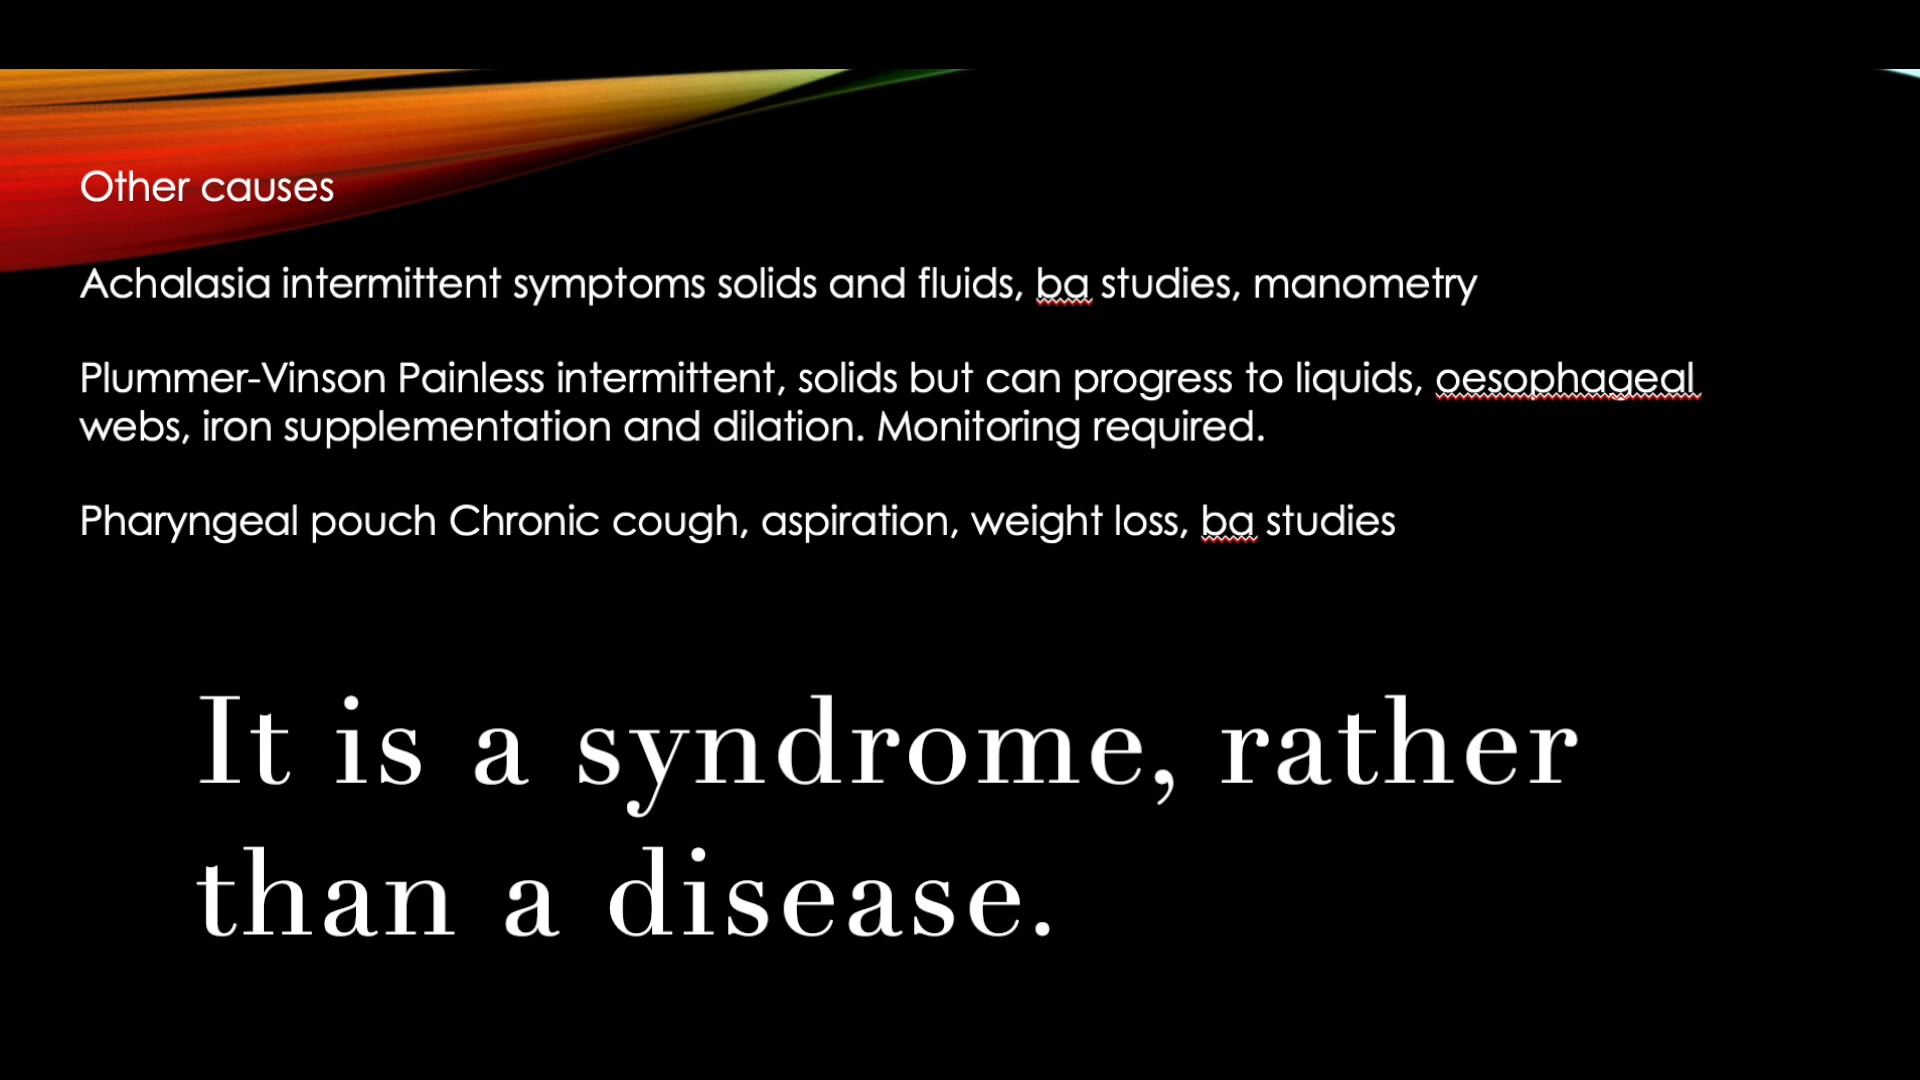 Other causes
Achalasia intermittent symptoms solids and fluids, ba studies, manometry
Plummer-Vinson Painless intermittent, solids but can progress to liquids, oesophageal
webs, iron supplementation and dilation. Monitoring required.
Pharyngeal pouch Chronic cough, aspiration, weight loss, ba studies
It is a syndrome, rather
than a disease.